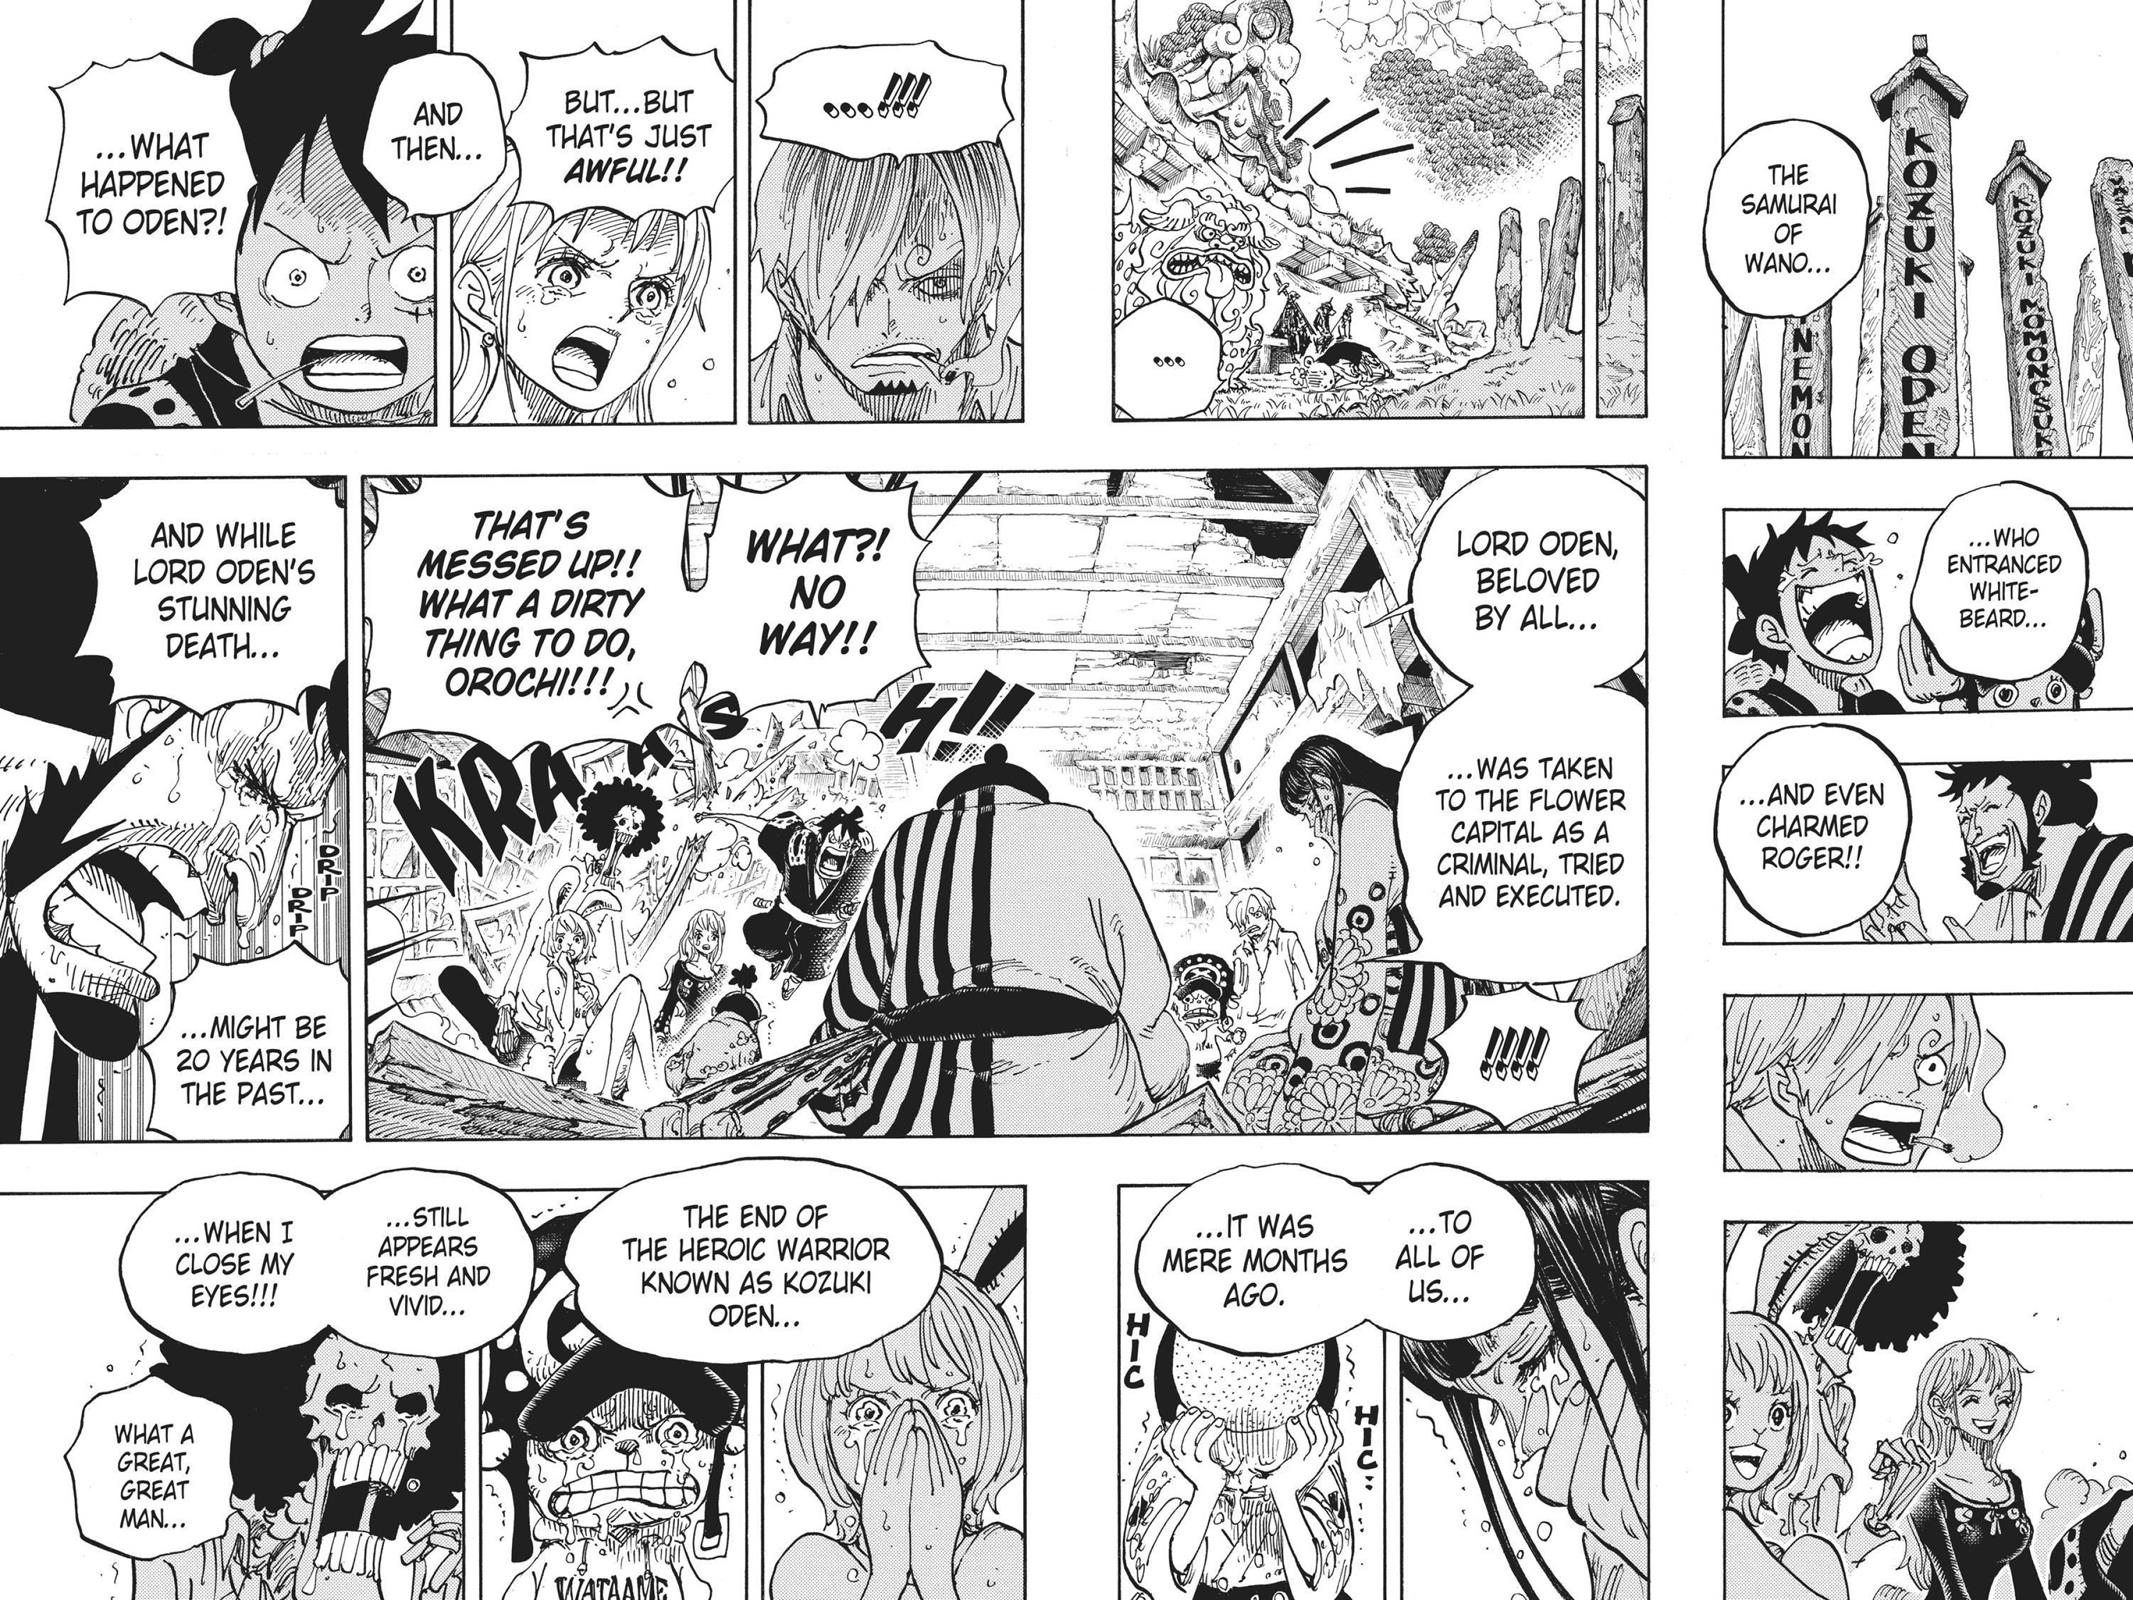 THE
SAMURAI
OF
WANO...
KOZUKI ODEN
KOZUKI MOMONOSUK
INEMON
...WHO
ENTRANCED
WHITE-
BEARD...
...AND EVEN
CHARMED
ROGER!!
...
...!!!
BUT...BUT
THAT'S JUST
AWFUL!!
AND
THEN...
...WHAT
HAPPENED
TO ODEN?!
LORD ODEN,
BELOVED
BY ALL...
...WAS TAKEN
TO THE FLOWER
CAPITAL AS A
CRIMINAL, TRIED
AND EXECUTED.
!!!!
WHAT?!
NO
WAY!!
THAT'S
MESSED UP!!
WHAT A DIRTY
THING TO DO,
OROCHI!!!
KRASH!!
AND WHILE
LORD ODEN'S
STUNNING
DEATH...
DRIP
DRIP
...MIGHT BE
20 YEARS IN
THE PAST...
...TO
ALL OF
US...
...IT WAS
MERE MONTHS
AGO.
HIC
HIC
THE END OF
THE HEROIC WARRIOR
KNOWN AS KOZUKI
ODEN...
WATAAME
...STILL
APPEARS
FRESH AND
VIVID...
...WHEN I
CLOSE MY
EYES!!!
WHAT A
GREAT,
GREAT
MAN...